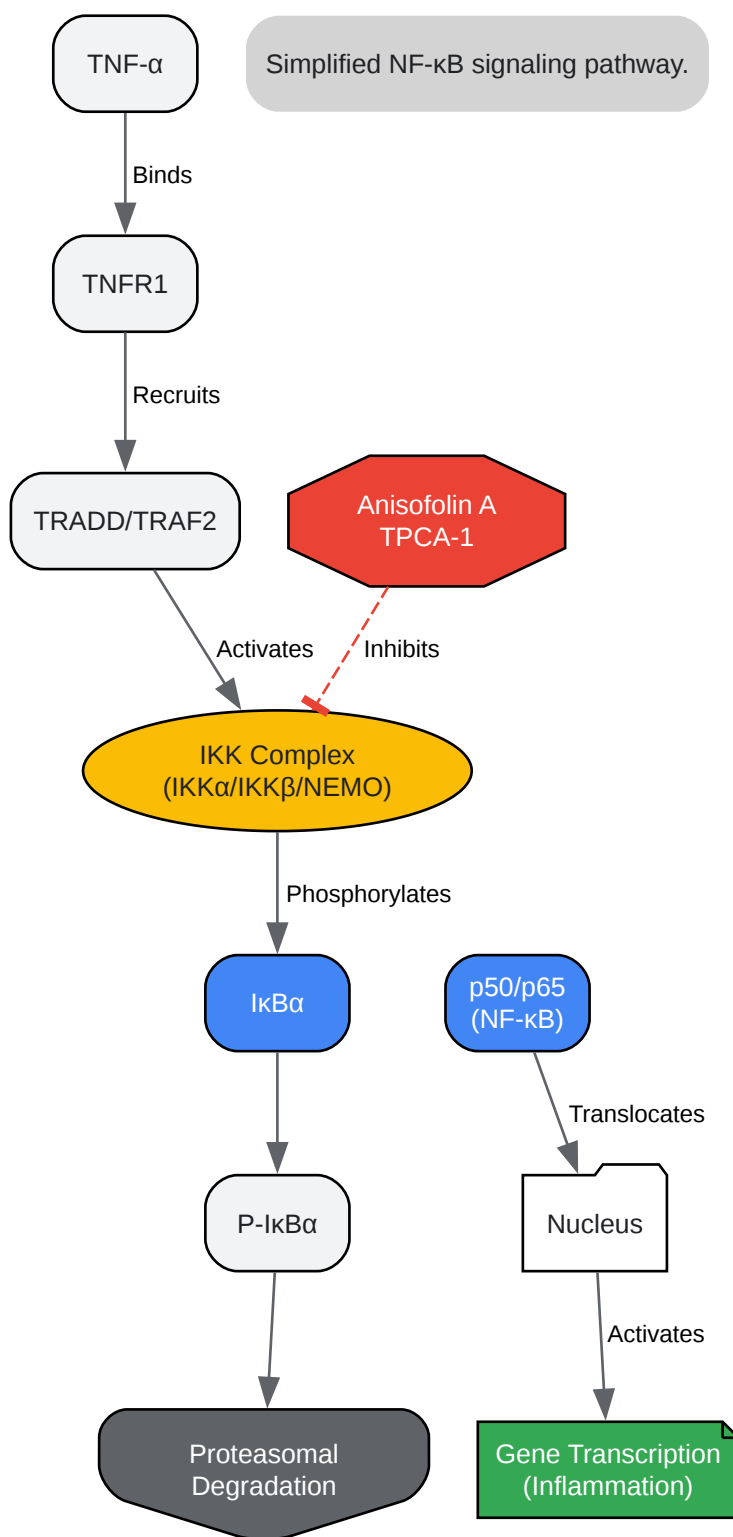 TNF-α
Simplified NF-κB signaling pathway.
Binds
TNFR1
Recruits
TRADD/TRAF2
Anisofolin A
TPCA-1
Activates
Inhibits
IKK Complex
(IKKα/IKKβ/NEMO)
Phosphorylates
IκBα
p50/p65
(NF-κB)
Translocates
P-IκBα
Nucleus
Activates
Proteasomal
Degradation
Gene Transcription
(Inflammation)